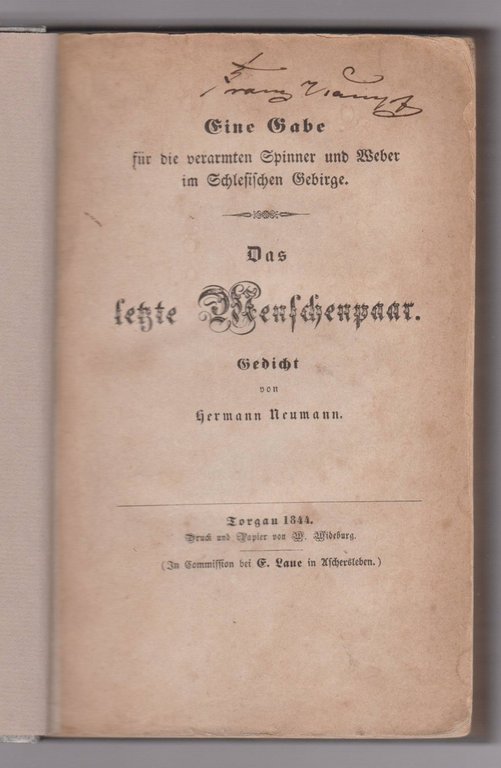 Franz
Eine Gabe
für die verarmten Spinner und Weber
im Schlesischen Gebirge.
Das
letzte Menschenpaar.
Gedicht
von
Hermann Neumann.
Torgau 1844.
Druck und Papier von W. Wideburg.
(In Commission bei E. Laue in Aschersleben.)